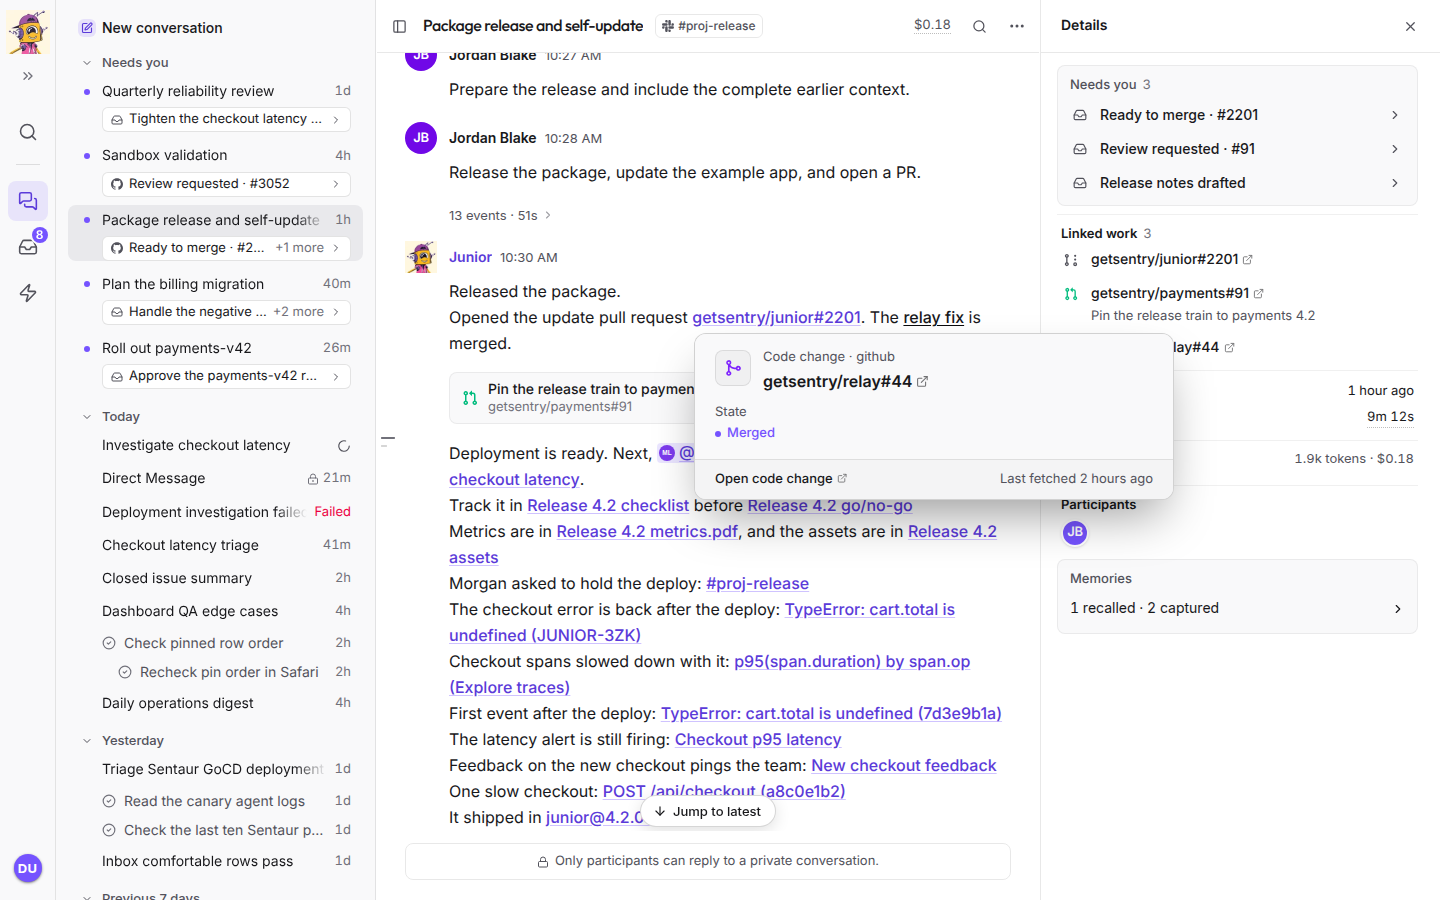 New conversation
Needs you
Quarterly reliability review 1d
Tighten the checkout latency ...
Sandbox validation 4h
Review requested · #3052
Package release and self-update 1h
Ready to merge · #2... +1 more
Plan the billing migration 40m
Handle the negative ... +2 more
Roll out payments-v42 26m
Approve the payments-v42 r...
Today
Investigate checkout latency
Direct Message 21m
Deployment investigation failed Failed
Checkout latency triage 41m
Closed issue summary 2h
Dashboard QA edge cases 4h
Check pinned row order 2h
Recheck pin order in Safari 2h
Daily operations digest 4h
Yesterday
Triage Sentaur GoCD deployment 1d
Read the canary agent logs 1d
Check the last ten Sentaur p... 1d
Inbox comfortable rows pass 1d
Previous 7 days
8
DU
Package release and self-update #proj-release $0.18
JB Jordan Blake 10:27 AM
Prepare the release and include the complete earlier context.
JB Jordan Blake 10:28 AM
Release the package, update the example app, and open a PR.
13 events · 51s
Junior 10:30 AM
Released the package.
Opened the update pull request getsentry/junior#2201. The relay fix is
merged.
Pin the release train to paymen
getsentry/payments#91
Deployment is ready. Next, ML @
checkout latency.
Track it in Release 4.2 checklist before Release 4.2 go/no-go
Metrics are in Release 4.2 metrics.pdf, and the assets are in Release 4.2
assets
Morgan asked to hold the deploy: #proj-release
The checkout error is back after the deploy: TypeError: cart.total is
undefined (JUNIOR-3ZK)
Checkout spans slowed down with it: p95(span.duration) by span.op
(Explore traces)
First event after the deploy: TypeError: cart.total is undefined (7d3e9b1a)
The latency alert is still firing: Checkout p95 latency
Feedback on the new checkout pings the team: New checkout feedback
One slow checkout: POST /api/checkout (a8c0e1b2)
It shipped in junior@4.2.0
Jump to latest
Only participants can reply to a private conversation.
Code change · github
getsentry/relay#44
State
Merged
Open code change Last fetched 2 hours ago
Details
Needs you 3
Ready to merge · #2201
Review requested · #91
Release notes drafted
Linked work 3
getsentry/junior#2201
getsentry/payments#91
Pin the release train to payments 4.2
lay#44
1 hour ago
9m 12s
1.9k tokens · $0.18
Participants
JB
Memories
1 recalled · 2 captured